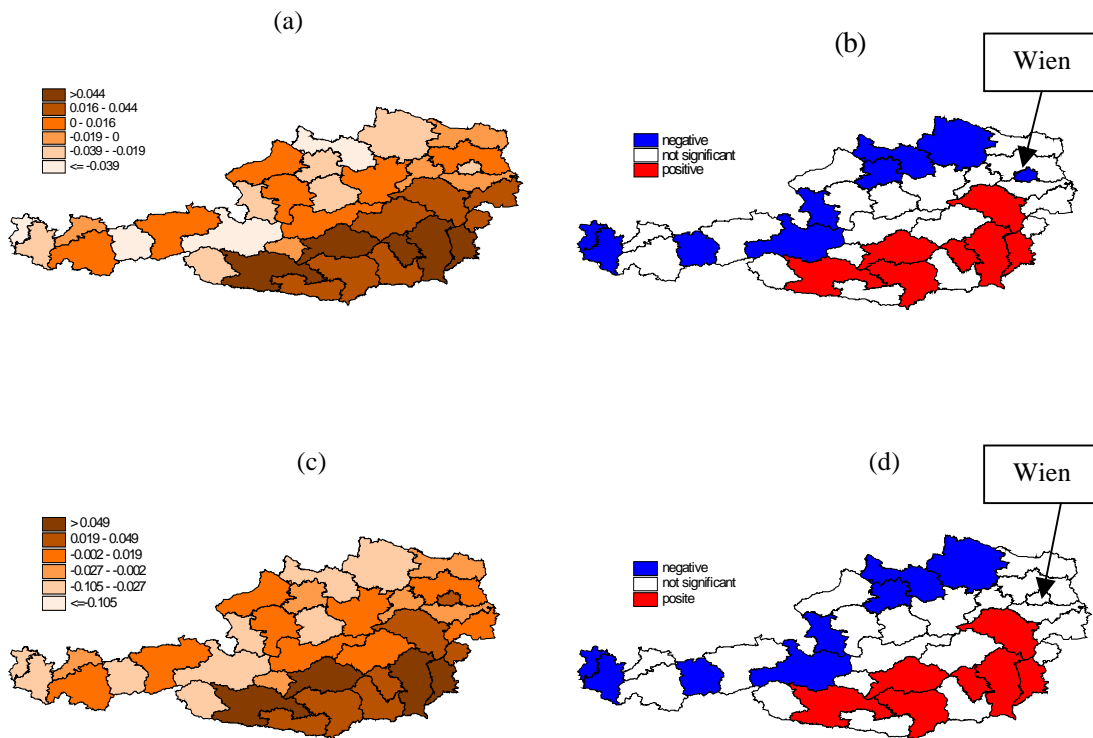 (a)
>0.044
0.016 - 0.044
0 - 0.016
-0.019 - 0
-0.039 - -0.019
<= -0.039
(b)
Wien
negative
not significant
positive
(c)
> 0.049
0.019 - 0.049
-0.002 - 0.019
-0.027 - -0.002
-0.105 - -0.027
<=-0.105
(d)
Wien
negative
not significant
posite